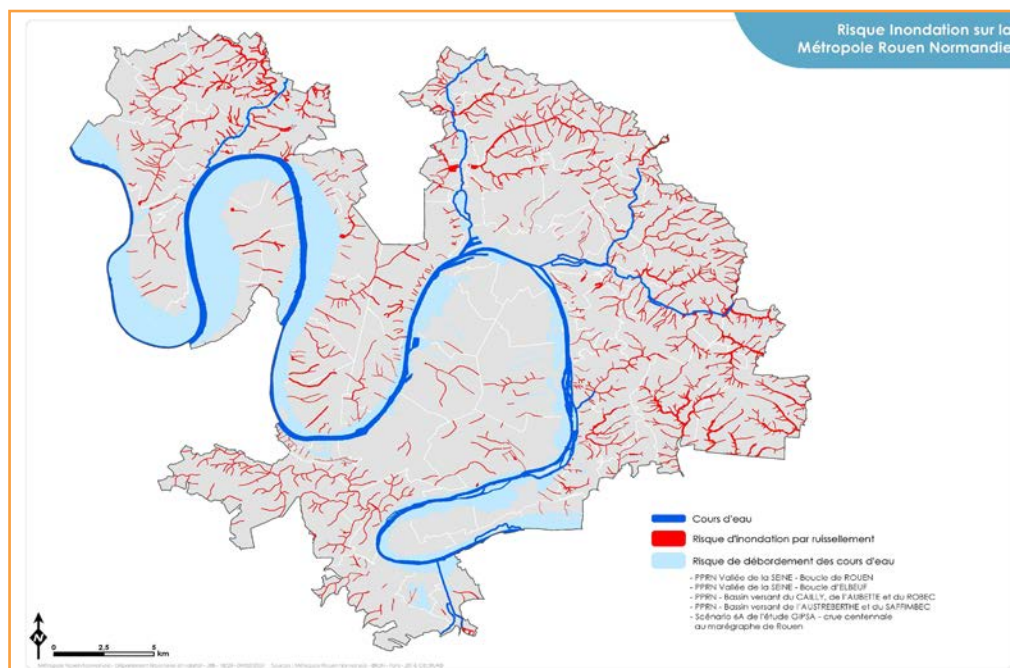 Risque Inondation sur la
Métropole Rouen Normandie
Cours d'eau
Risque d'inondation par ruissellement
Risque de débordement des cours d'eau
- PPRN Vallée de la SEINE - Boucle de ROUEN
- PPRN Vallée de la SEINE - Boucle d'ELBEUF
- PPRN - Bassin versant du CAILLY, de l'AUBETTE et du ROBEC
- PPRN - Bassin versant de l'AUSTREBERTHE et du SAFFIMBEC
- Scénario 6A de l'étude GIPSA - crue centennale
au marégraphe de Rouen
N
0 2,5 5
km